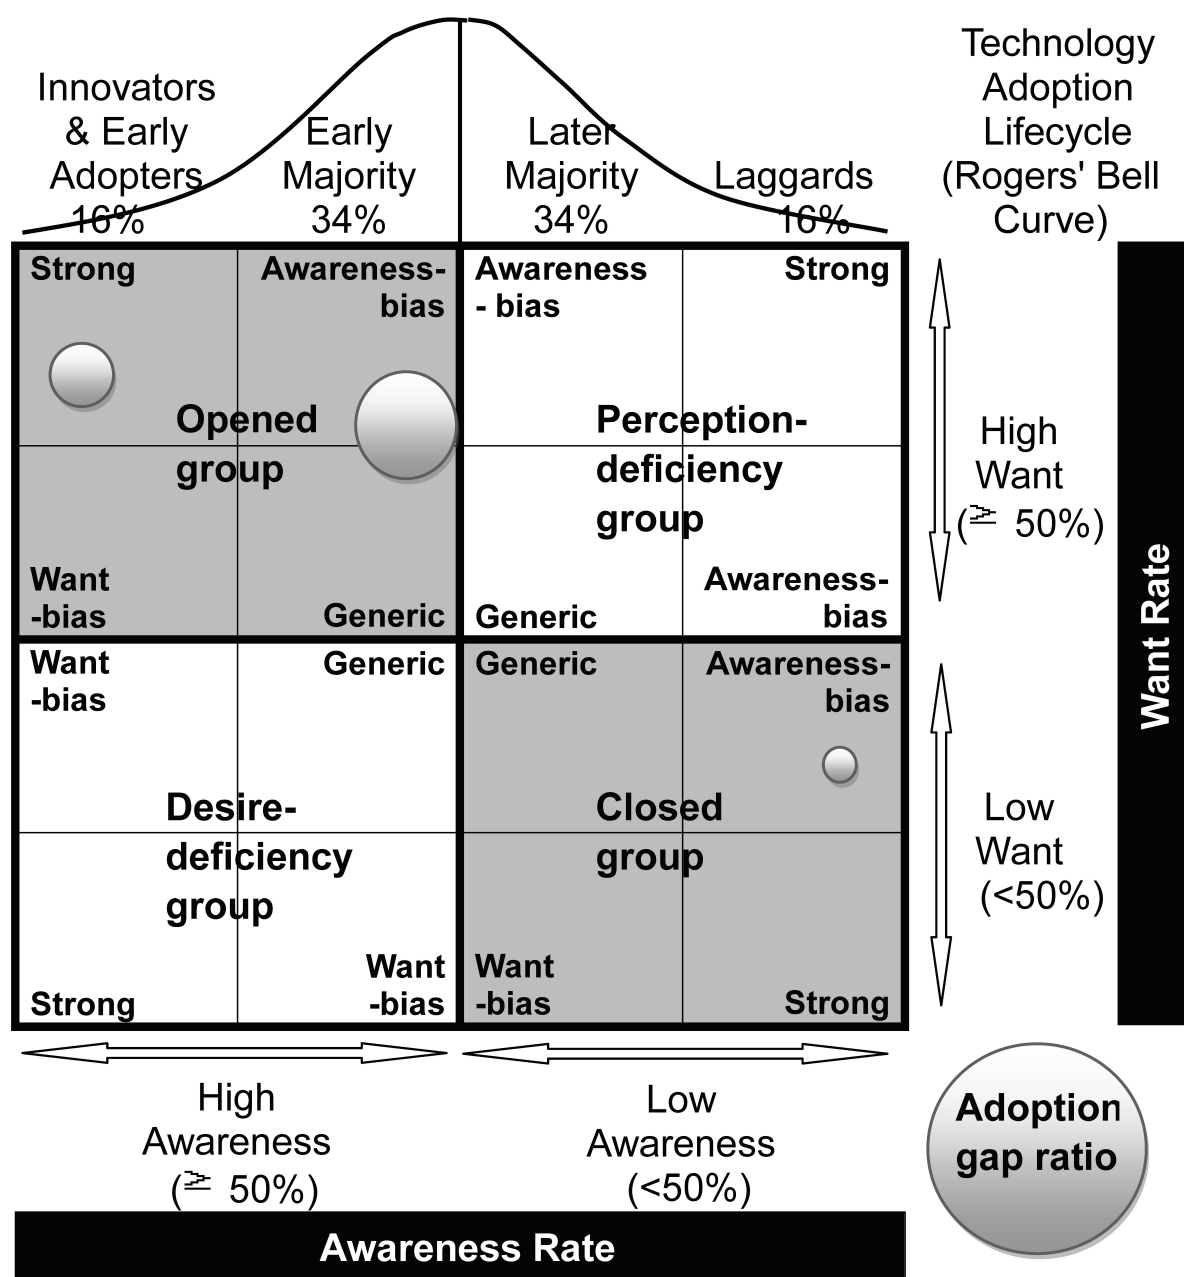 Innovators
& Early
Adopters
16%
Early
Majority
34%
Later
Majority
34%
Laggards
16%
Technology
Adoption
Lifecycle
(Rogers' Bell
Curve)
Strong
Awareness-
bias
Awareness
- bias
Strong
Opened
group
Perception-
deficiency
group
Want
-bias
Generic
Generic
Awareness-
bias
High
Want
(≥ 50%)
Want
-bias
Generic
Generic
Awareness-
bias
Desire-
deficiency
group
Closed
group
Strong
Want
-bias
Want
-bias
Strong
Low
Want
(<50%)
Want Rate
High
Awareness
(≥ 50%)
Low
Awareness
(<50%)
Awareness Rate
Adoption
gap ratio